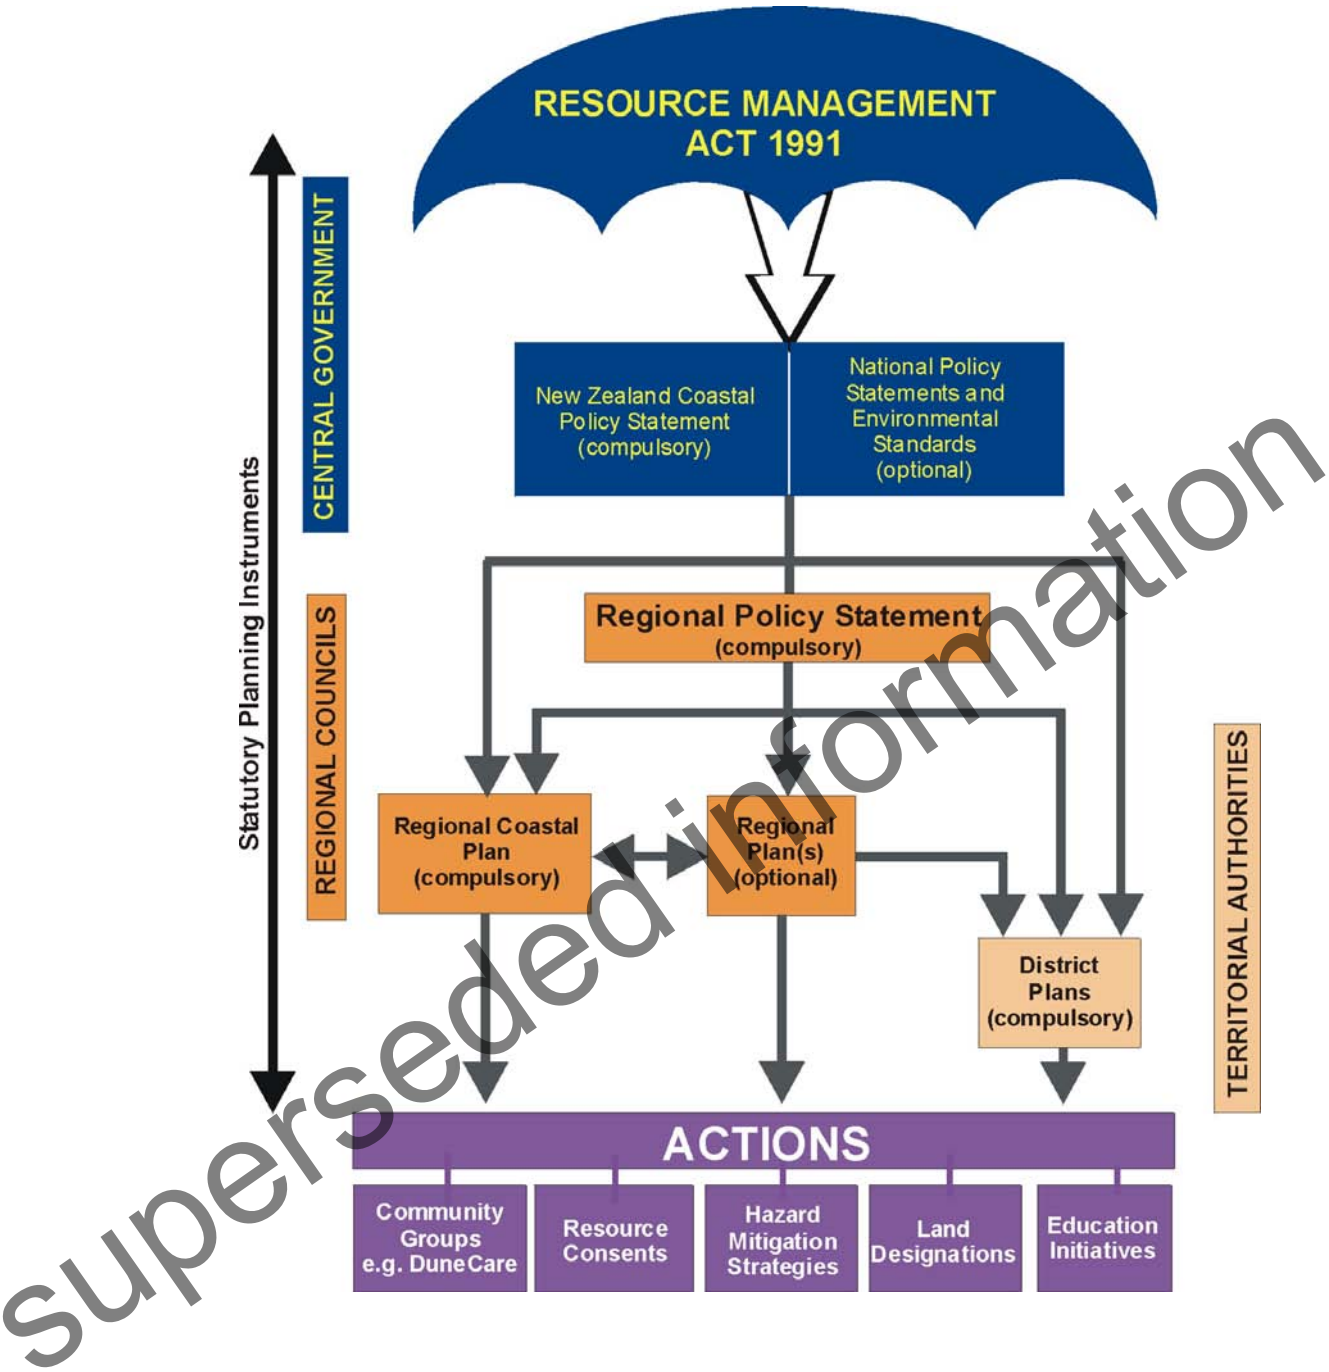 RESOURCE MANAGEMENT
ACT 1991
CENTRAL GOVERNMENT
New Zealand Coastal
Policy Statement
(compulsory)
National Policy
Statements and
Environmental
Standards
(optional)
Statutory Planning Instruments
REGIONAL COUNCILS
Regional Policy Statement
(compulsory)
Regional Coastal
Plan
(compulsory)
Regional
Plan(s)
(optional)
TERRITORIAL AUTHORITIES
District
Plans
(compulsory)
ACTIONS
Community
Groups
e.g. DuneCare
Resource
Consents
Hazard
Mitigation
Strategies
Land
Designations
Education
Initiatives
superseded information